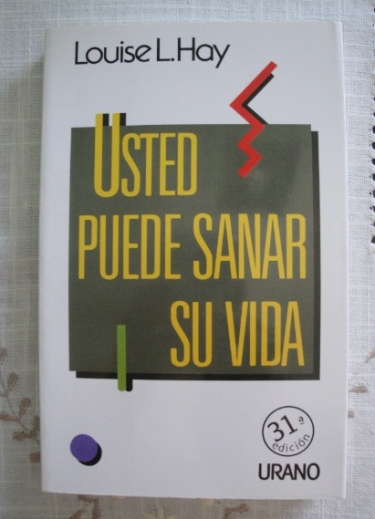 Louise L. Hay
USTED
PUEDE SANAR
SU VIDA
31ª
edición
URANO